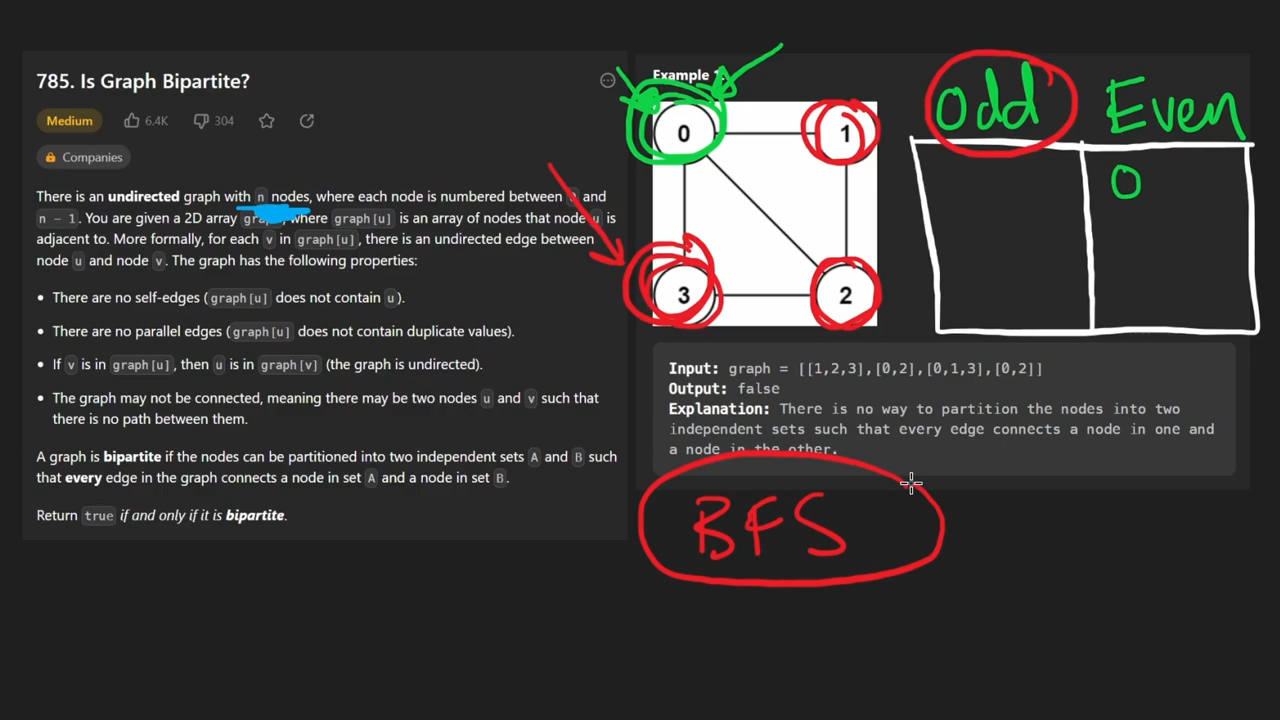 785. Is Graph Bipartite?
Medium 6.4K 304
Companies
There is an undirected graph with n nodes, where each node is numbered between and
n - 1. You are given a 2D array where graph[u] is an array of nodes that node u is
adjacent to. More formally, for each v in graph[u], there is an undirected edge between
node u and node v. The graph has the following properties:
• There are no self-edges (graph[u] does not contain u).
• There are no parallel edges (graph[u] does not contain duplicate values).
• If v is in graph[u], then u is in graph[v] (the graph is undirected).
• The graph may not be connected, meaning there may be two nodes u and v such that
there is no path between them.
A graph is bipartite if the nodes can be partitioned into two independent sets A and B such
that every edge in the graph connects a node in set A and a node in set B.
Return true if and only if it is bipartite.
Example 1
0 1
3 2
Odd Even
0
Input: graph = [[1,2,3],[0,2],[0,1,3],[0,2]]
Output: false
Explanation: There is no way to partition the nodes into two
independent sets such that every edge connects a node in one and
a node in the other.
BFS